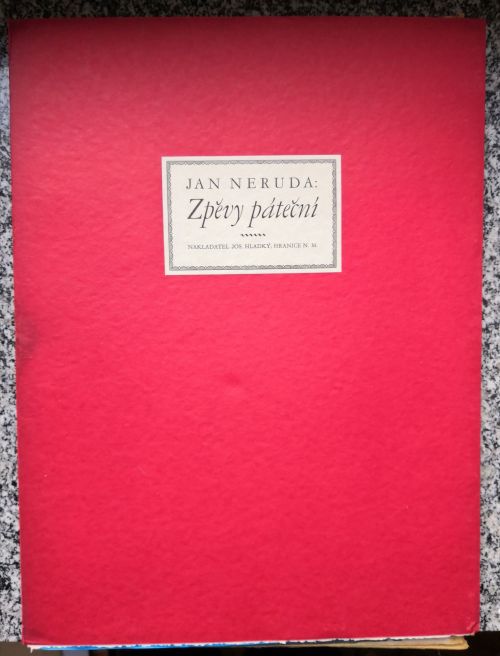 JAN NERUDA:
Zpěvy páteční
NAKLADATEL JOS. HLADKÝ, HRANICE N. M.